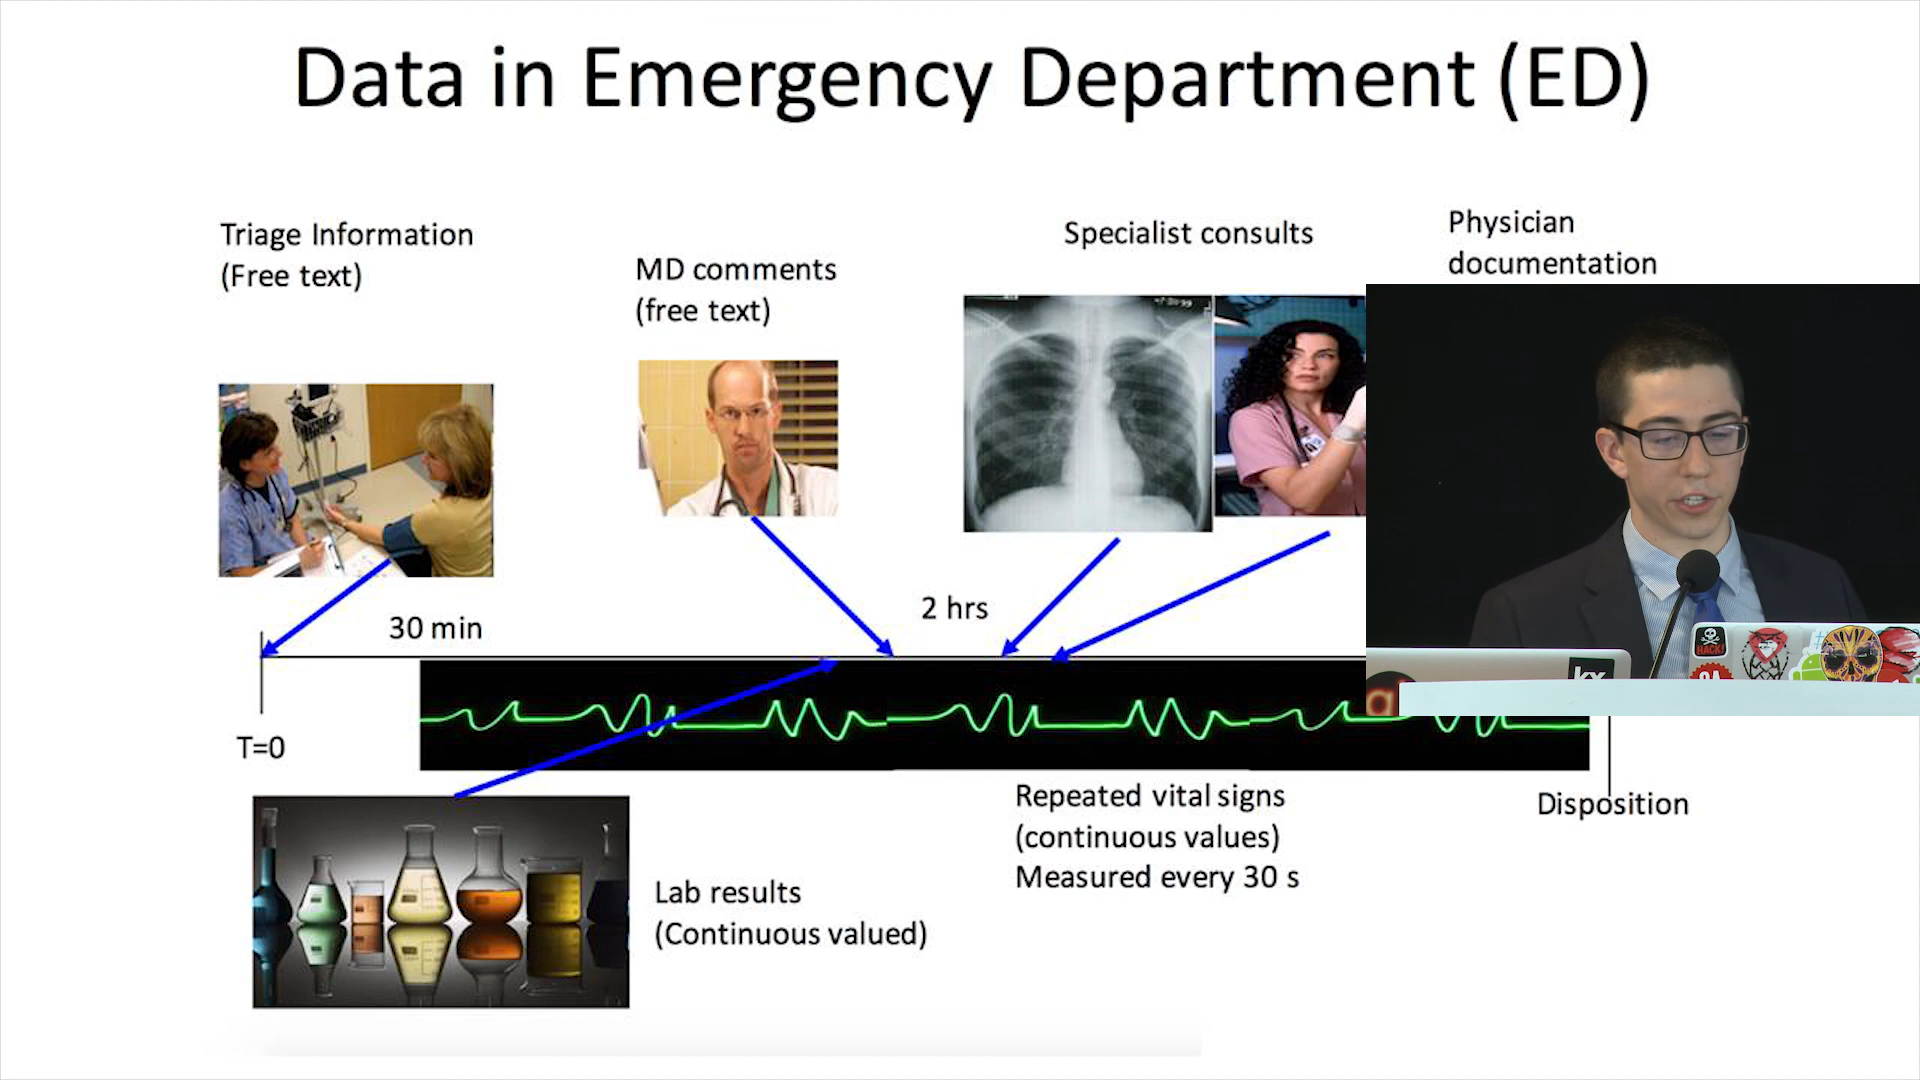 Data in Emergency Department (ED)
Triage Information
(Free text)
MD comments
(free text)
Specialist consults
Physician
documentation
30 min
2 hrs
T=0
Repeated vital signs
(continuous values)
Measured every 30 s
Disposition
Lab results
(Continuous valued)
HACK!